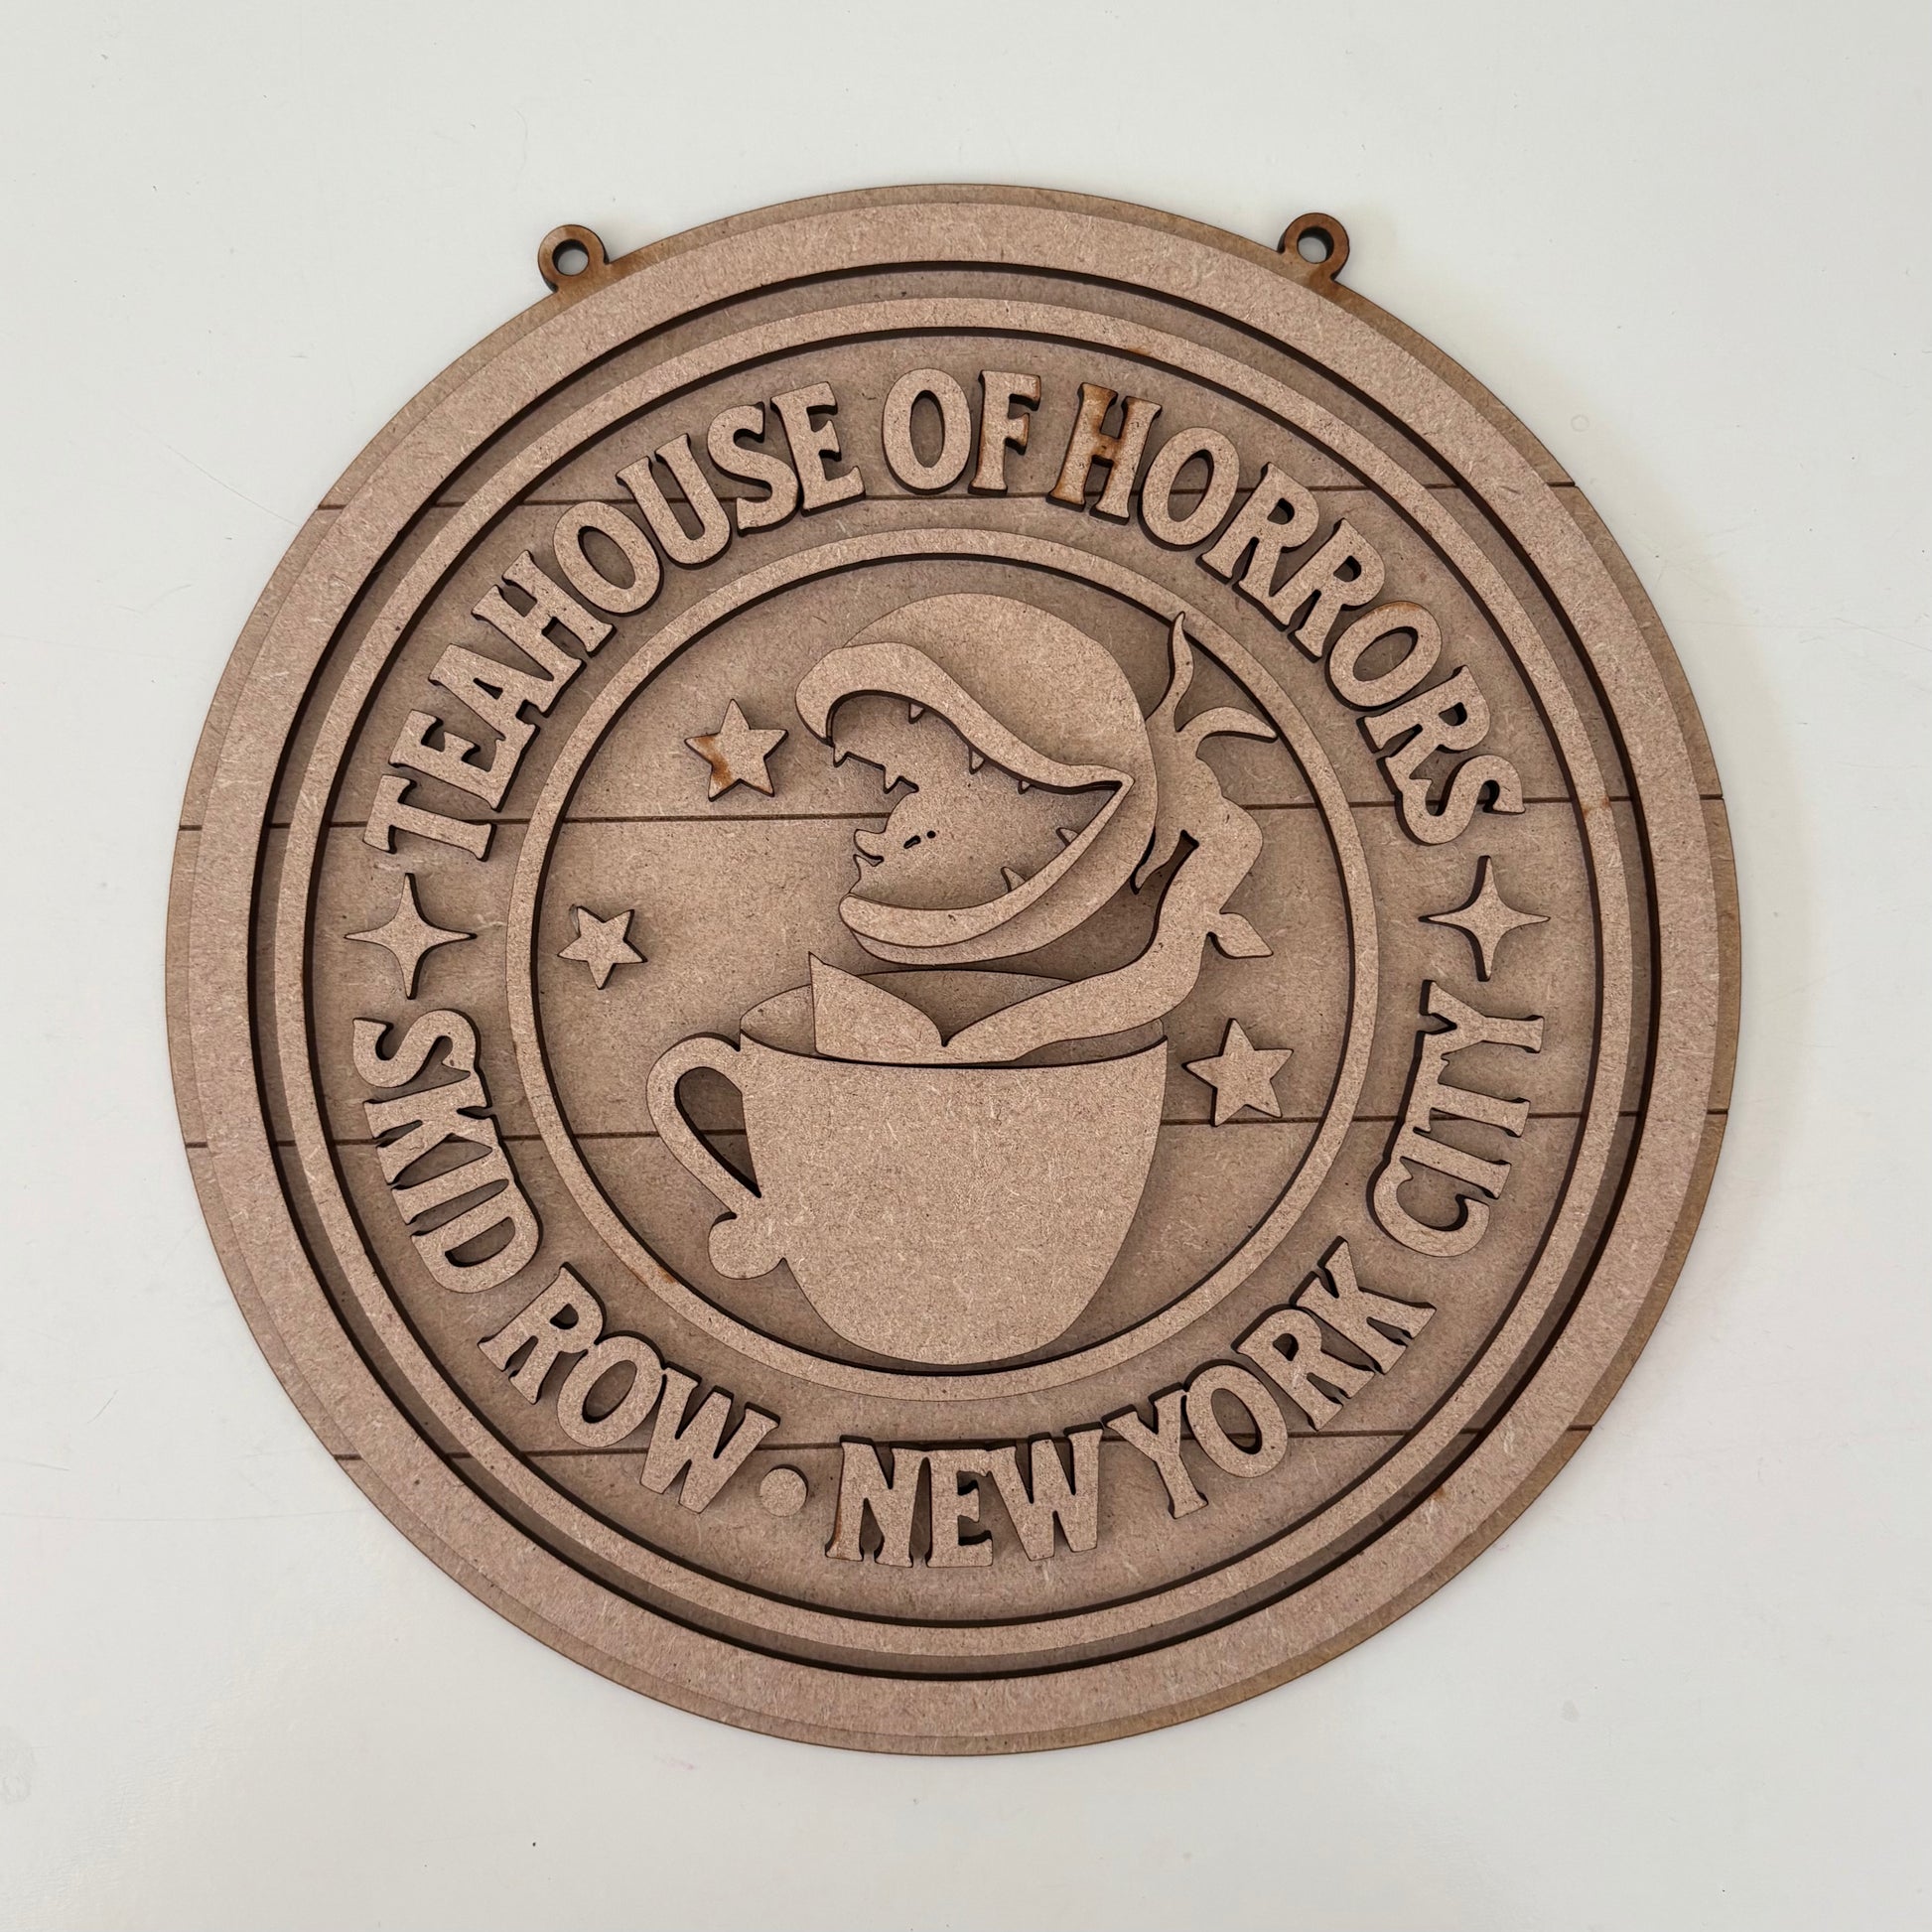 TEAHOUSE OF HORRORS
SKID ROW • NEW YORK CITY